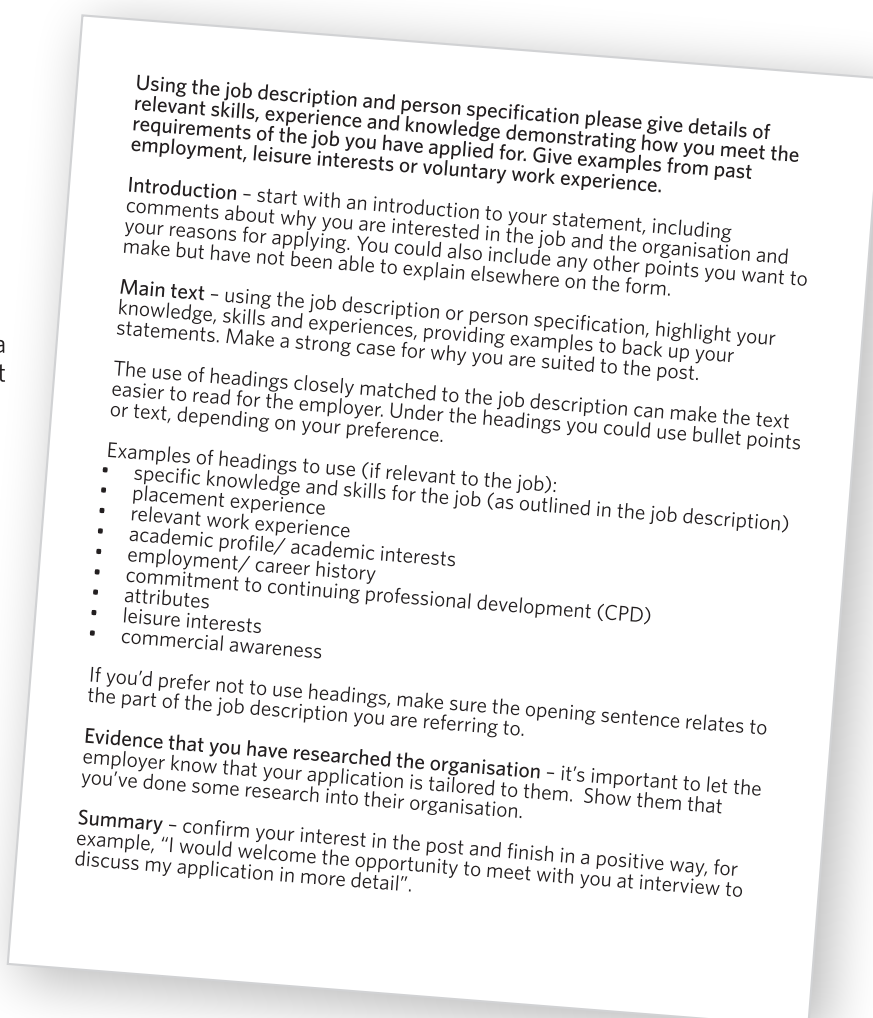 Using the job description and person specification please give details of
relevant skills, experience and knowledge demonstrating how you meet the
requirements of the job you have applied for. Give examples from past
employment, leisure interests or voluntary work experience.
Introduction – start with an introduction to your statement, including
comments about why you are interested in the job and the organisation and
your reasons for applying. You could also include any other points you want to
make but have not been able to explain elsewhere on the form.
Main text – using the job description or person specification, highlight your
knowledge, skills and experiences, providing examples to back up your
statements. Make a strong case for why you are suited to the post.
The use of headings closely matched to the job description can make the text
easier to read for the employer. Under the headings you could use bullet points
or text, depending on your preference.
Examples of headings to use (if relevant to the job):
▪ specific knowledge and skills for the job (as outlined in the job description)
▪ placement experience
▪ relevant work experience
▪ academic profile/ academic interests
▪ employment/ career history
▪ commitment to continuing professional development (CPD)
▪ attributes
▪ leisure interests
▪ commercial awareness
If you’d prefer not to use headings, make sure the opening sentence relates to
the part of the job description you are referring to.
Evidence that you have researched the organisation – it’s important to let the
employer know that your application is tailored to them.  Show them that
you’ve done some research into their organisation.
Summary – confirm your interest in the post and finish in a positive way, for
example, “I would welcome the opportunity to meet with you at interview to
discuss my application in more detail”.